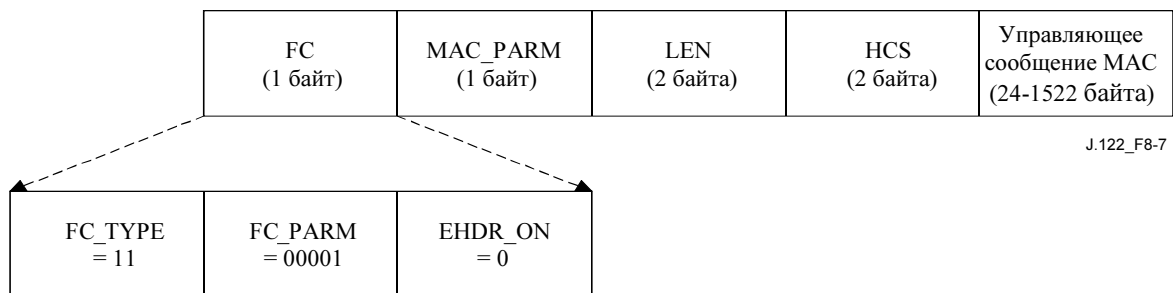 FC
(1 байт)
MAC_PARM
(1 байт)
LEN
(2 байта)
HCS
(2 байта)
Управляющее
сообщение MAC
(24-1522 байта)
J.122_F8-7
FC_TYPE
= 11
FC_PARM
= 00001
EHDR_ON
= 0